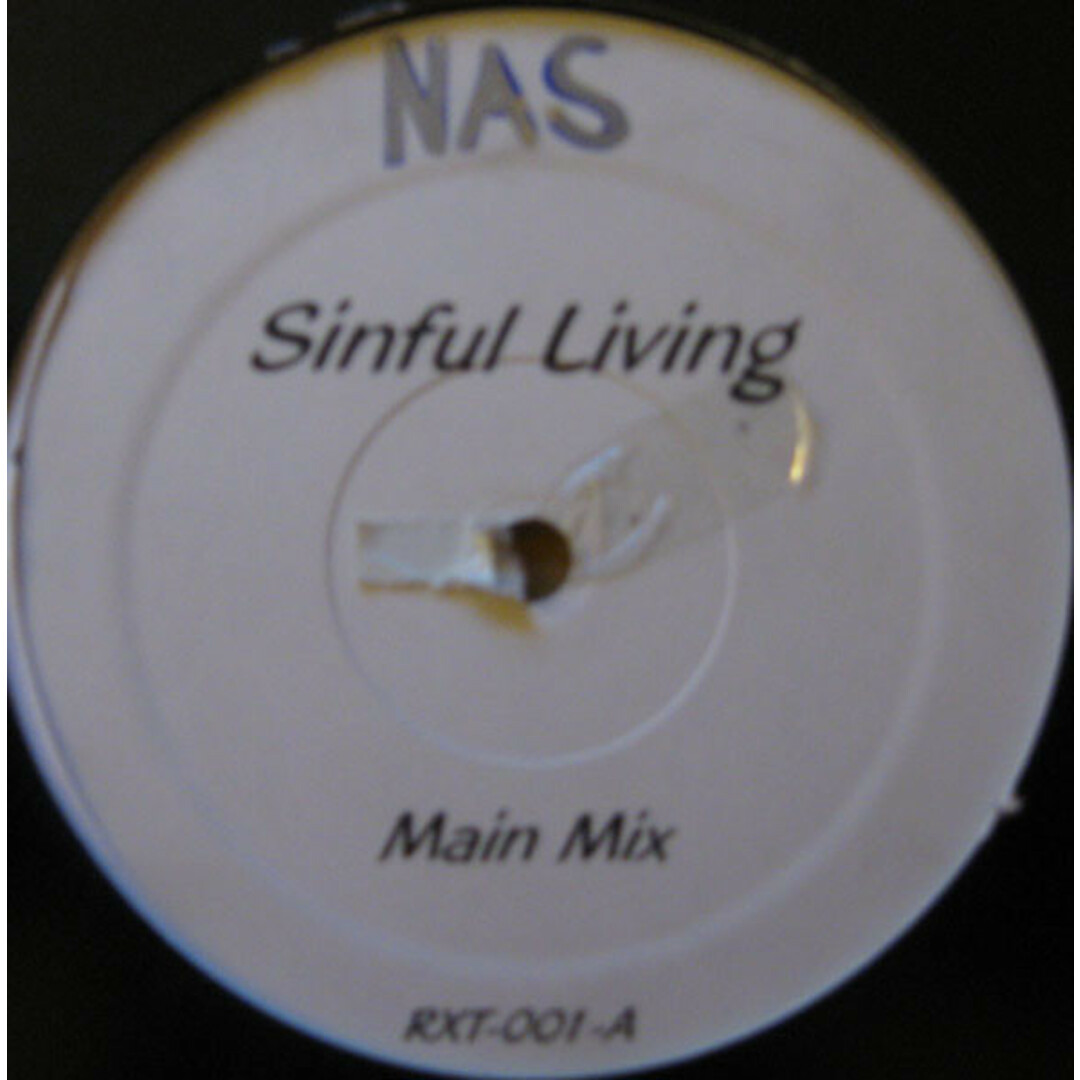 NAS
Sinful Living
Main Mix
RXT-001-A